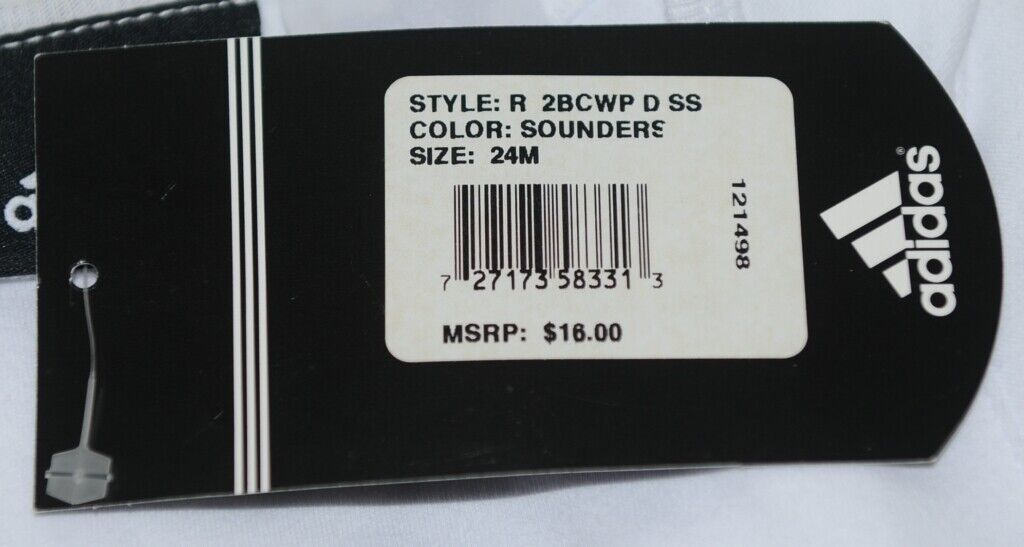 STYLE: R 2BCWP D SS
COLOR: SOUNDERS
SIZE: 24M
7 27173 58331 3
121498
MSRP: $16.00
adidas®